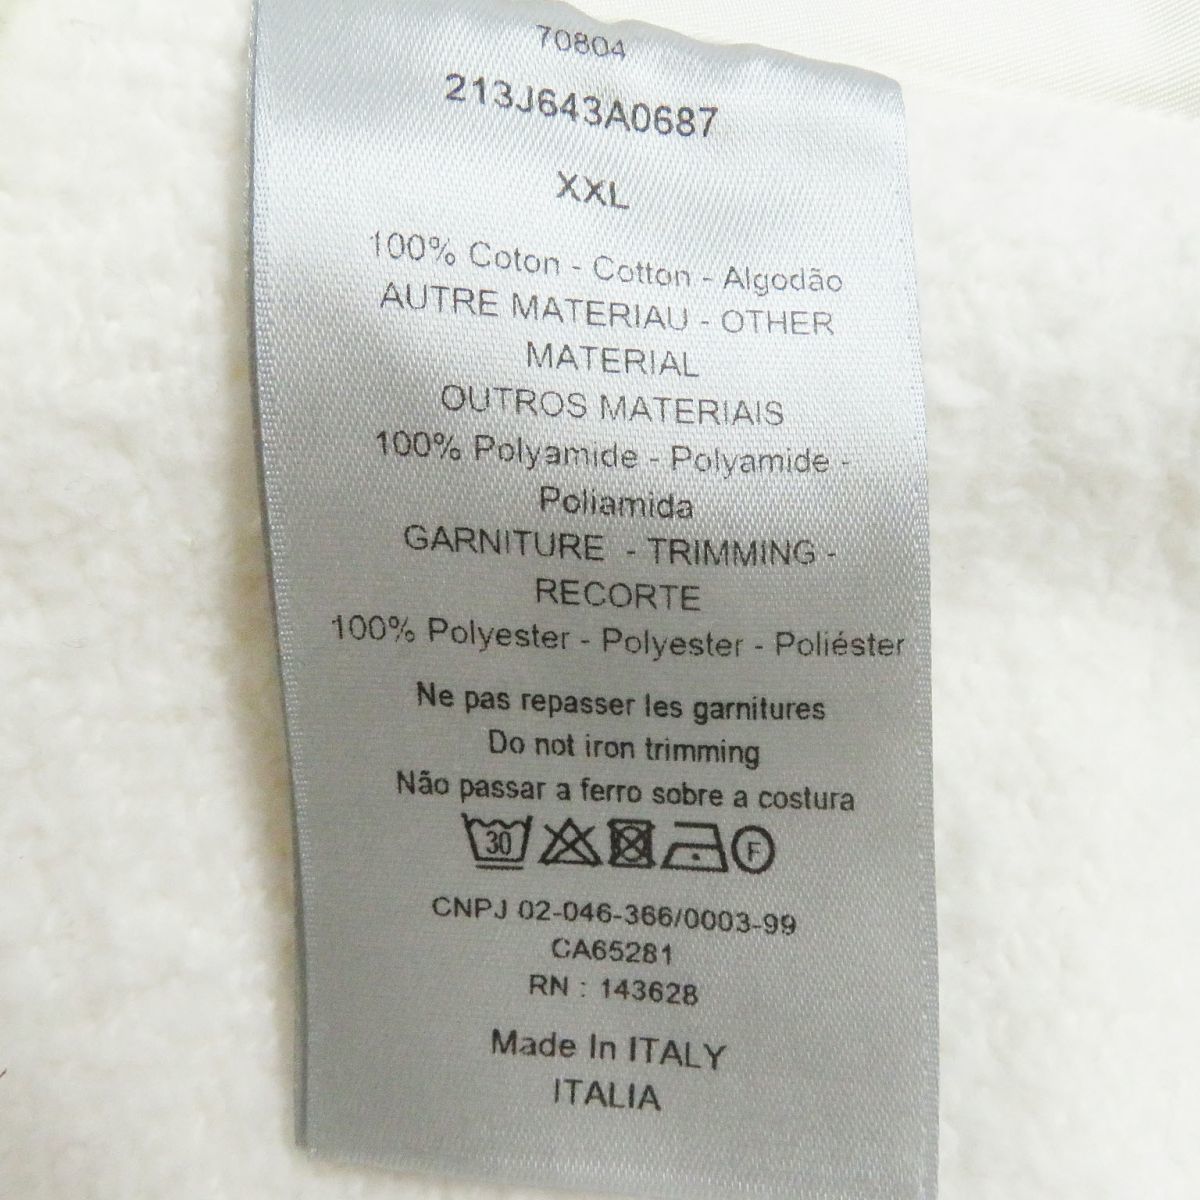 70804
213J643A0687
XXL
100% Coton - Cotton - Algodão
AUTRE MATERIAU - OTHER
MATERIAL
OUTROS MATERIAIS
100% Polyamide - Polyamide -
Poliamida
GARNITURE - TRIMMING -
RECORTE
100% Polyester - Polyester - Poliéster
Ne pas repasser les garnitures
Do not iron trimming
Não passar a ferro sobre a costura
30 F
CNPJ 02-046-366/0003-99
CA65281
RN : 143628
Made In ITALY
ITALIA